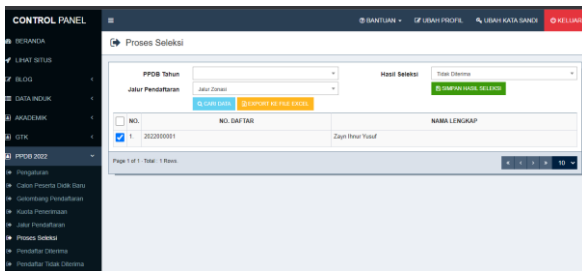 CONTROL PANEL
BANTUAN
UBAH PROFIL
UBAH KATA SANDI
KELUAR
BERANDA
LIHAT SITUS
BLOG
DATA INDUK
AKADEMIK
GTK
PPDB 2022
Pengaturan
Calon Peserta Didik Baru
Gelombang Pendaftaran
Kuota Penerimaan
Jalur Pendaftaran
Proses Seleksi
Pendaftar Diterima
Pendaftar Tidak Diterima
Proses Seleksi
PPDB Tahun
Hasil Seleksi
Tidak Diterima
Jalur Pendaftaran
Jalur Zonasi
SIMPAN HASIL SELEKSI
CARI DATA
EXPORT KE FILE EXCEL
NO. NO. DAFTAR NAMA LENGKAP
1. 2022000001 Zayn Ibnur Yusuf
Page 1 of 1 Total : 1 Rows.
10